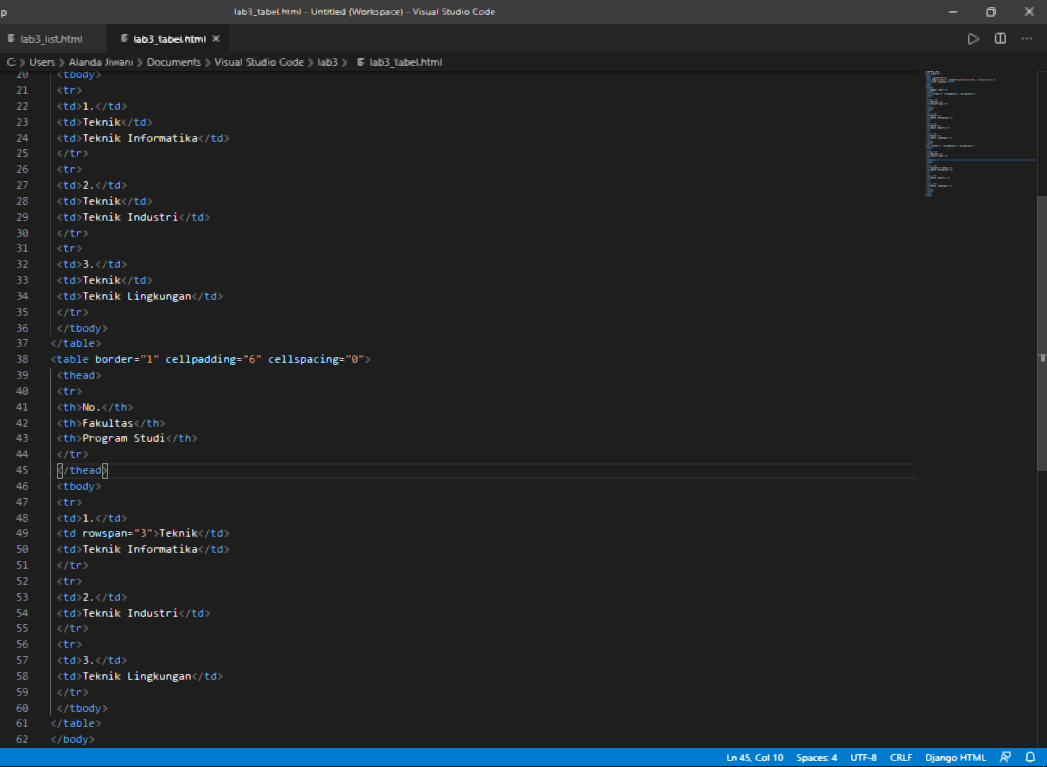 p
lab3_tabel.html - Untitled (Workspace) - Visual Studio Code
lab3_list.html lab3_tabel.html
C: > Users > Alanda Jiwani > Documents > Visual Studio Code > lab3 > lab3_tabel.html
20 <tbody>
21 <tr>
22 <td>1.</td>
23 <td>Teknik</td>
24 <td>Teknik Informatika</td>
25 </tr>
26 <tr>
27 <td>2.</td>
28 <td>Teknik</td>
29 <td>Teknik Industri</td>
30 </tr>
31 <tr>
32 <td>3.</td>
33 <td>Teknik</td>
34 <td>Teknik Lingkungan</td>
35 </tr>
36 </tbody>
37 </table>
38 <table border="1" cellpadding="6" cellspacing="0">
39 <thead>
40 <tr>
41 <th>No.</th>
42 <th>Fakultas</th>
43 <th>Program Studi</th>
44 </tr>
45 </thead>
46 <tbody>
47 <tr>
48 <td>1.</td>
49 <td rowspan="3">Teknik</td>
50 <td>Teknik Informatika</td>
51 </tr>
52 <tr>
53 <td>2.</td>
54 <td>Teknik Industri</td>
55 </tr>
56 <tr>
57 <td>3.</td>
58 <td>Teknik Lingkungan</td>
59 </tr>
60 </tbody>
61 </table>
62 </body>
Ln 45, Col 10 Spaces: 4 UTF-8 CRLF Django HTML